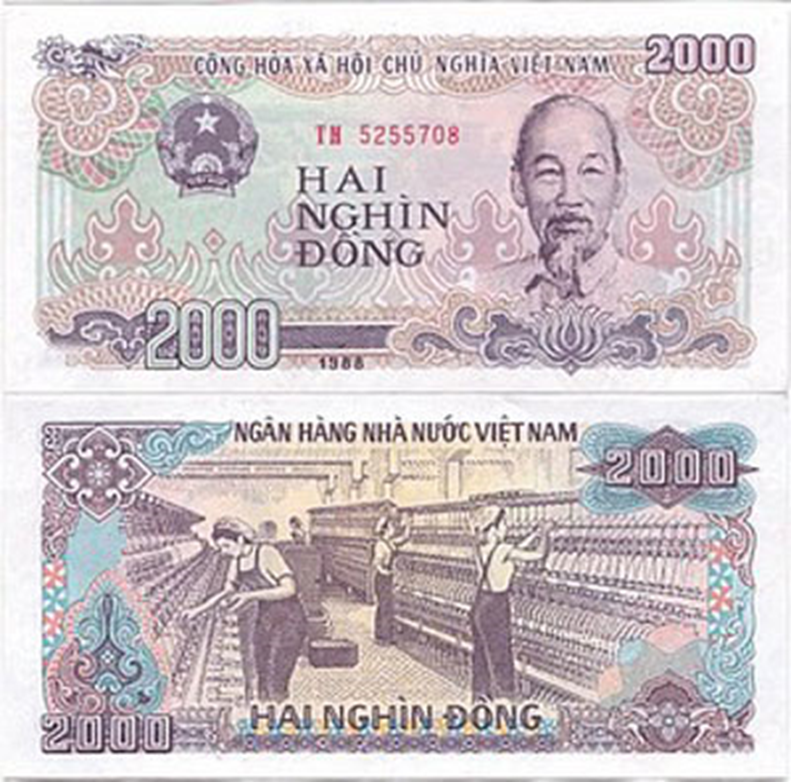 CỘNG HÒA XÃ HỘI CHỦ NGHĨA VIỆT NAM
2000
TH 5255708
HAI
NGHÌN
ĐỒNG
2000
1988
NGÂN HÀNG NHÀ NƯỚC VIỆT NAM
2000
2000
HAI NGHÌN ĐỒNG